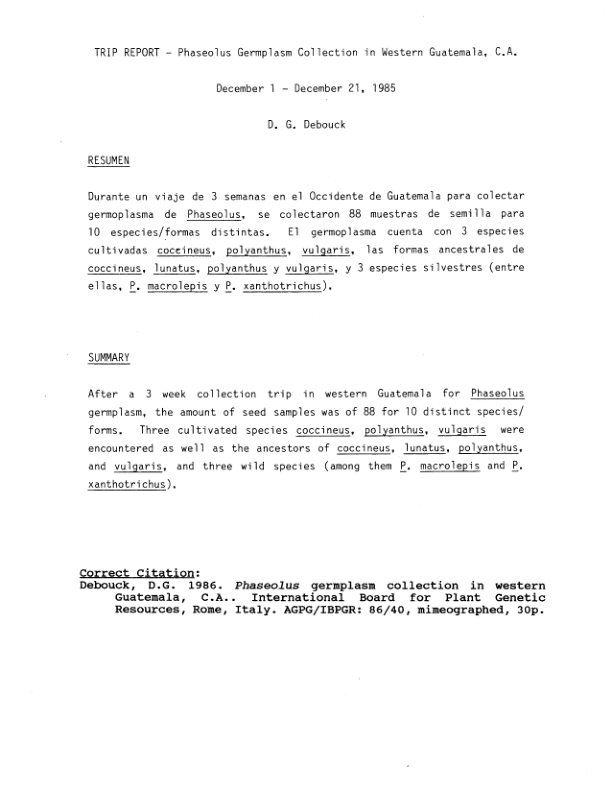 TRIP REPORT - Phaseolus Germplasm Collection in Western Guatemala, C.A.
December 1 - December 21, 1985
D. G. Debouck
RESUMEN
Durante un viaje de 3 semanas en el Occidente de Guatemala para colectar
germoplasma de Phaseolus, se colectaron 88 muestras de semilla para
10 especies/formas distintas. El germoplasma cuenta con 3 especies
cultivadas coccineus, polyanthus, vulgaris, las formas ancestrales de
coccineus, lunatus, polyanthus y vulgaris, y 3 especies silvestres (entre
ellas, P. macrolepis y P. xanthotrichus).
SUMMARY
After a 3 week collection trip in western Guatemala for Phaseolus
germplasm, the amount of seed samples was of 88 for 10 distinct species/
forms. Three cultivated species coccineus, polyanthus, vulgaris were
encountered as well as the ancestors of coccineus, lunatus, polyanthus,
and vulgaris, and three wild species (among them P. macrolepis and P.
xanthotrichus).
Correct Citation:
Debouck, D.G. 1986. Phaseolus germplasm collection in western
Guatemala, C.A.. International Board for Plant Genetic
Resources, Rome, Italy. AGPG/IBPGR: 86/40, mimeographed, 30p.